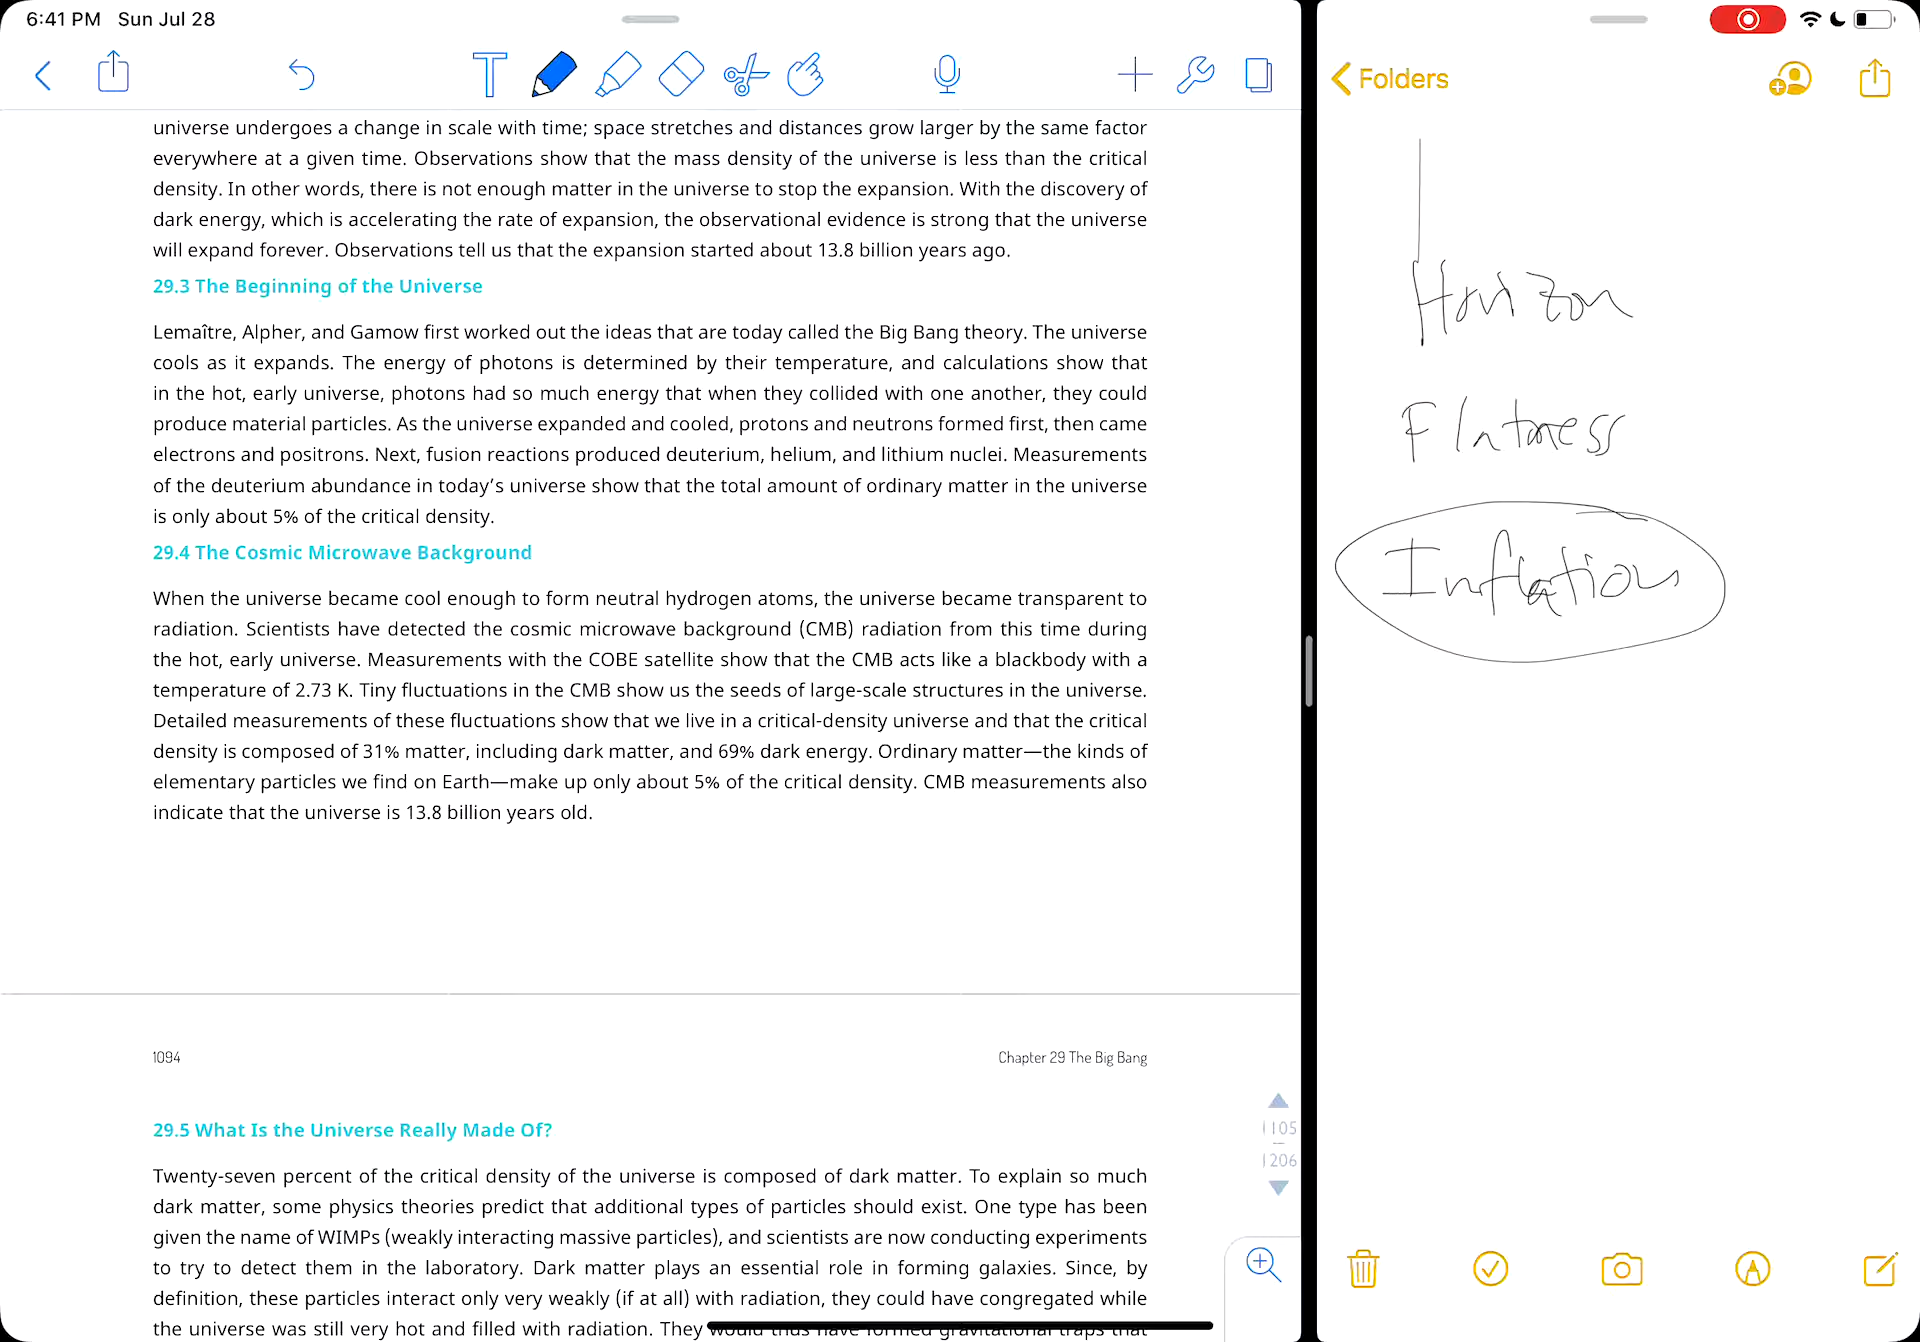 6:41 PM Sun Jul 28
universe undergoes a change in scale with time; space stretches and distances grow larger by the same factor
everywhere at a given time. Observations show that the mass density of the universe is less than the critical
density. In other words, there is not enough matter in the universe to stop the expansion. With the discovery of
dark energy, which is accelerating the rate of expansion, the observational evidence is strong that the universe
will expand forever. Observations tell us that the expansion started about 13.8 billion years ago.
29.3 The Beginning of the Universe
Lemaître, Alpher, and Gamow first worked out the ideas that are today called the Big Bang theory. The universe
cools as it expands. The energy of photons is determined by their temperature, and calculations show that
in the hot, early universe, photons had so much energy that when they collided with one another, they could
produce material particles. As the universe expanded and cooled, protons and neutrons formed first, then came
electrons and positrons. Next, fusion reactions produced deuterium, helium, and lithium nuclei. Measurements
of the deuterium abundance in today’s universe show that the total amount of ordinary matter in the universe
is only about 5% of the critical density.
29.4 The Cosmic Microwave Background
When the universe became cool enough to form neutral hydrogen atoms, the universe became transparent to
radiation. Scientists have detected the cosmic microwave background (CMB) radiation from this time during
the hot, early universe. Measurements with the COBE satellite show that the CMB acts like a blackbody with a
temperature of 2.73 K. Tiny fluctuations in the CMB show us the seeds of large-scale structures in the universe.
Detailed measurements of these fluctuations show that we live in a critical-density universe and that the critical
density is composed of 31% matter, including dark matter, and 69% dark energy. Ordinary matter—the kinds of
elementary particles we find on Earth—make up only about 5% of the critical density. CMB measurements also
indicate that the universe is 13.8 billion years old.
1094 Chapter 29 The Big Bang
29.5 What Is the Universe Really Made Of?
Twenty-seven percent of the critical density of the universe is composed of dark matter. To explain so much
dark matter, some physics theories predict that additional types of particles should exist. One type has been
given the name of WIMPs (weakly interacting massive particles), and scientists are now conducting experiments
to try to detect them in the laboratory. Dark matter plays an essential role in forming galaxies. Since, by
definition, these particles interact only very weakly (if at all) with radiation, they could have congregated while
the universe was still very hot and filled with radiation. They would thus have formed gravitational traps that
1105
1206
Folders
Horizon
Flatness
Inflation